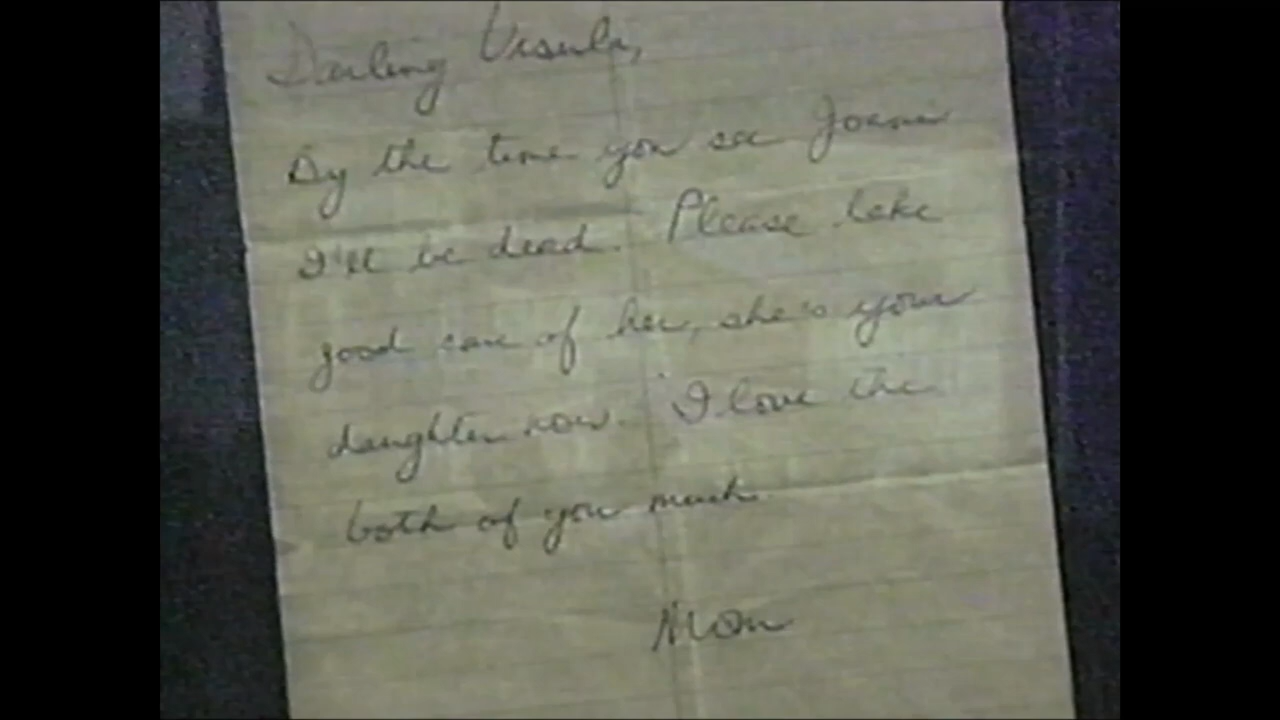 Darling Ursula,
By the time you see Joanie
I'll be dead. Please take
good care of her, she's your
daughter now. I love the
both of you much.
Mom